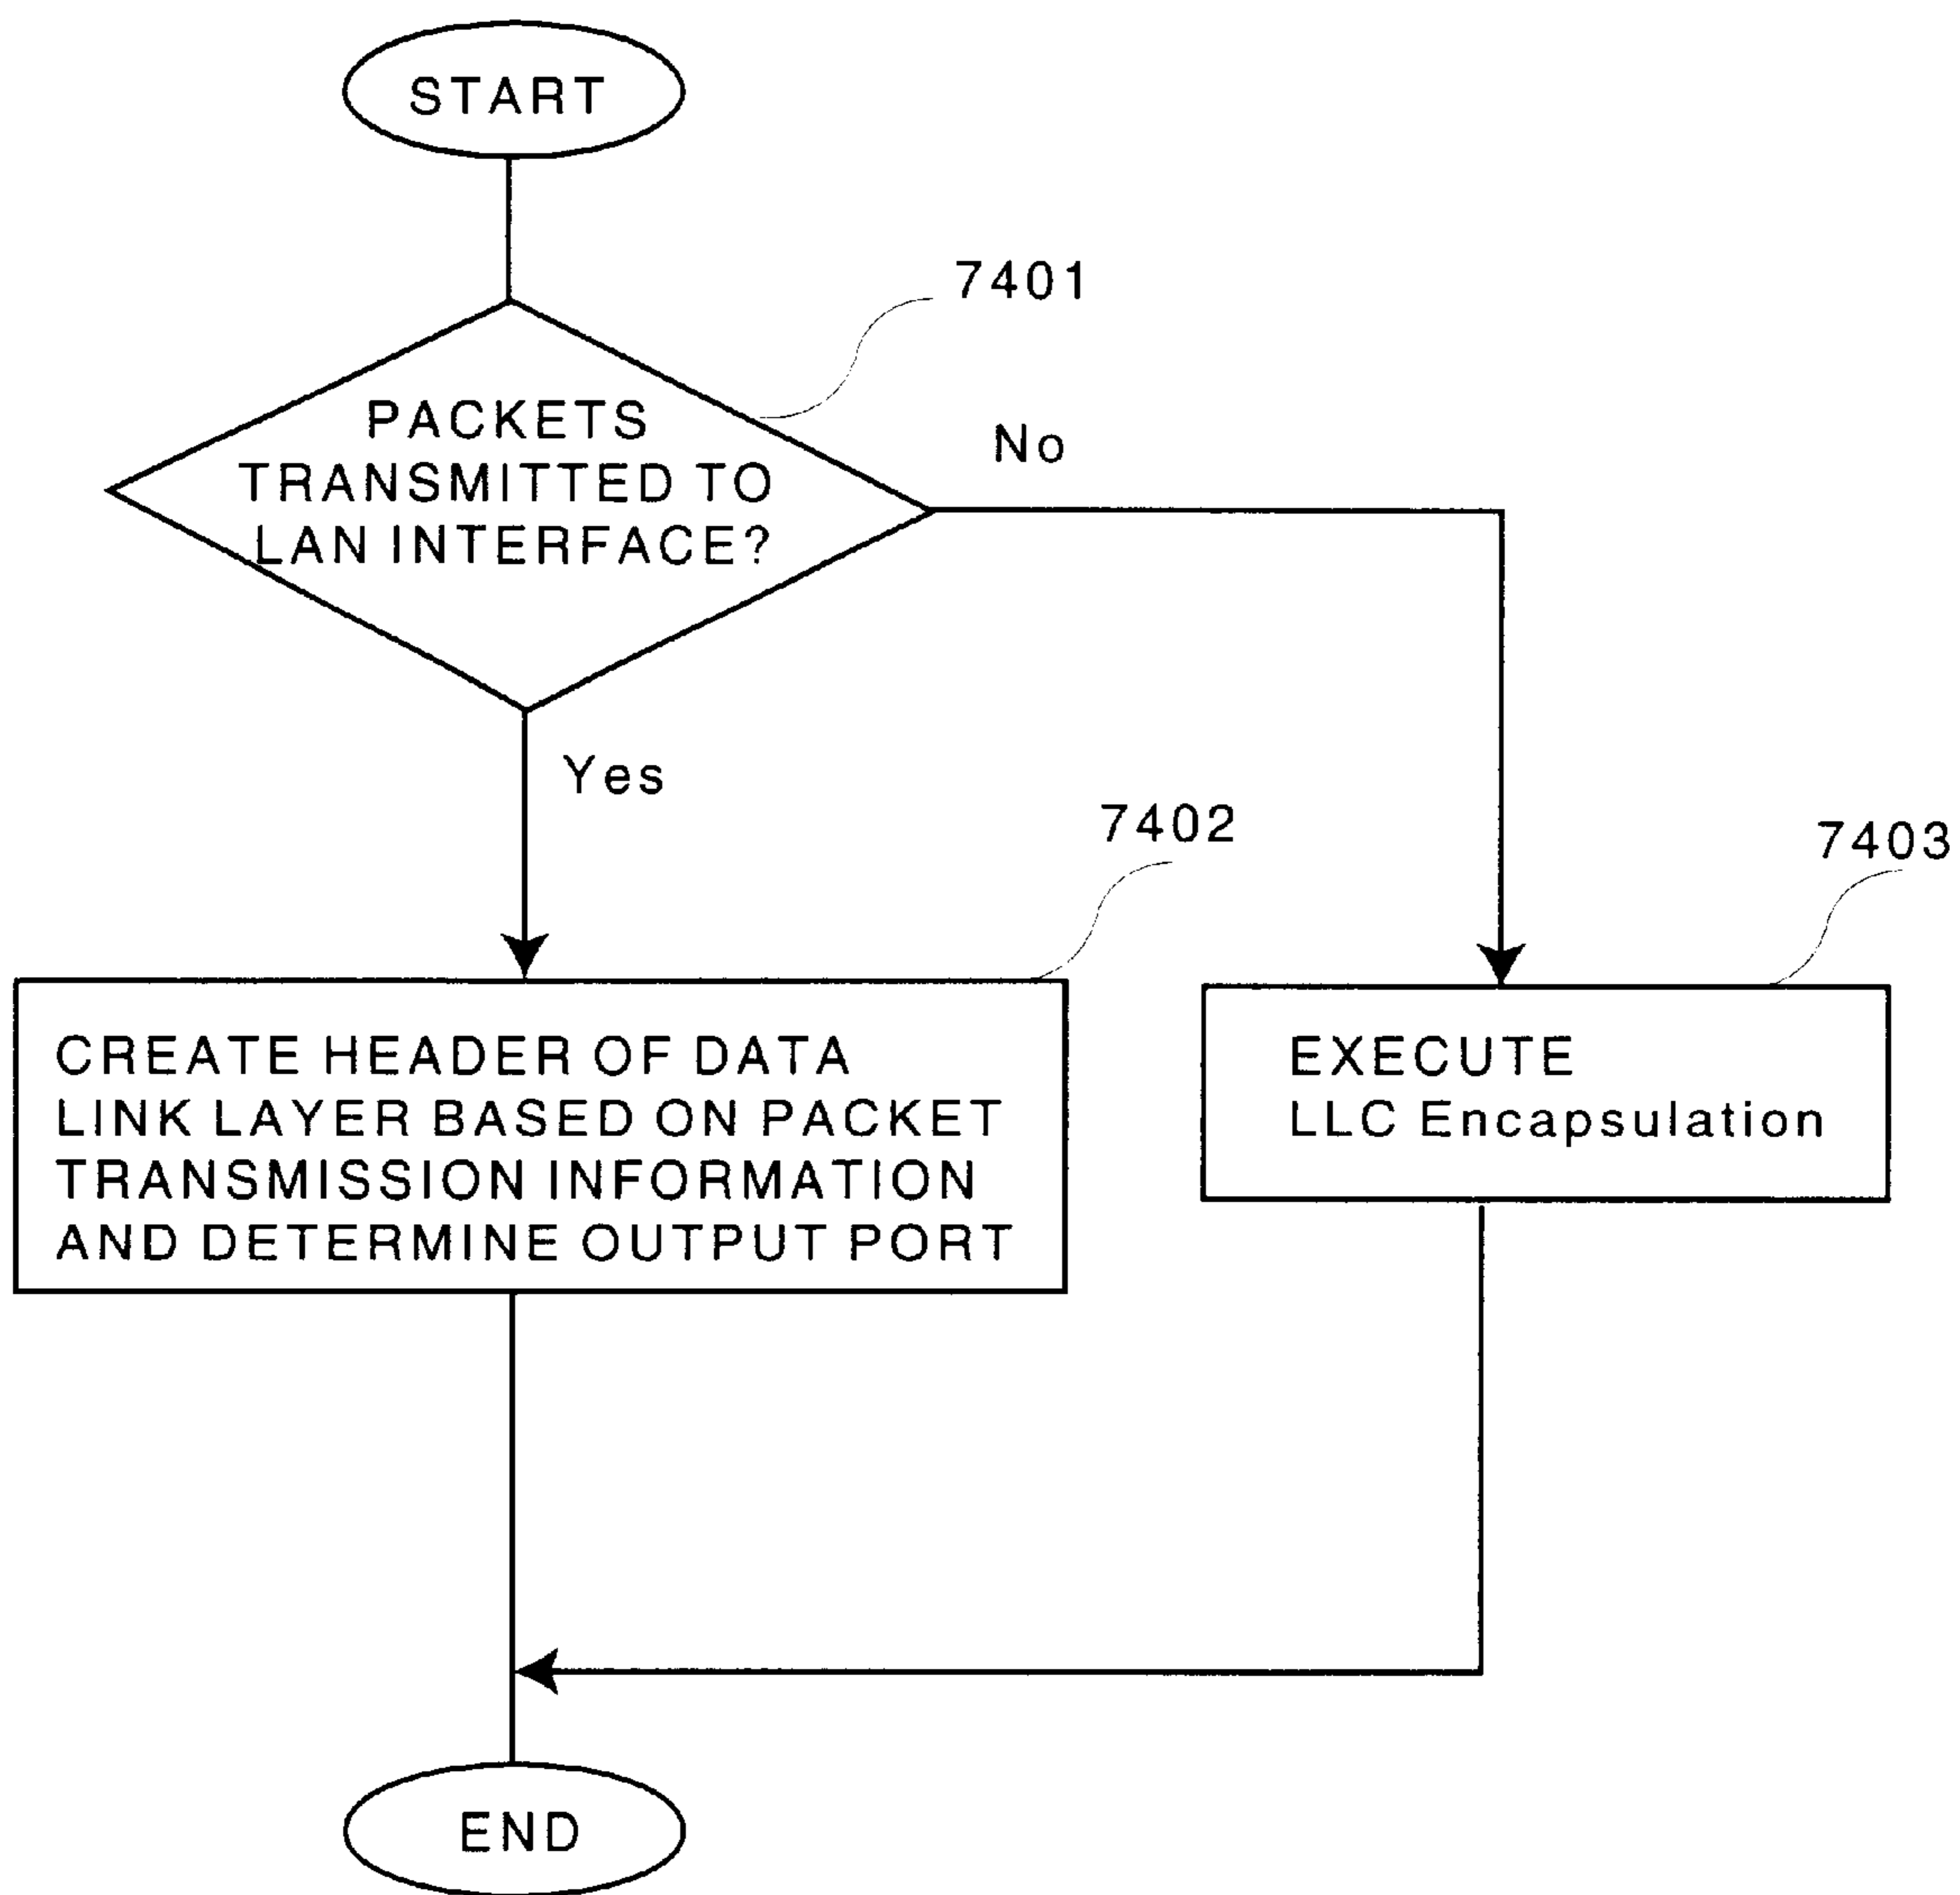 START
7401
PACKETS
TRANSMITTED TO
LAN INTERFACE?
No
Yes
7402
7403
CREATE HEADER OF DATA
LINK LAYER BASED ON PACKET
TRANSMISSION INFORMATION
AND DETERMINE OUTPUT PORT
EXECUTE
LLC Encapsulation
END